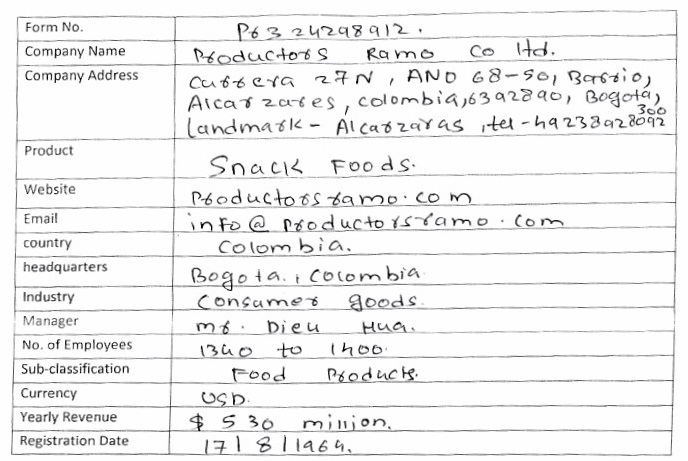 Form No. P63 24298912.
Company Name Productors Ramo Co ltd.
Company Address Carrera 27N, AND 68-50, Barrio,
Alcarzares, colombia, 6392890, Bogota,
landmark - Alcarzaras, tel - 49238928092
300
Product Snack Foods.
Website Productorsramo.com
Email info@productorsramo.com
country Colombia.
headquarters Bogota., Colombia
Industry Consumer goods.
Manager mr. Dieu Hua.
No. of Employees 1340 to 1400.
Sub-classification Food Products.
Currency USD.
Yearly Revenue $ 530 million.
Registration Date 17/8/1964.